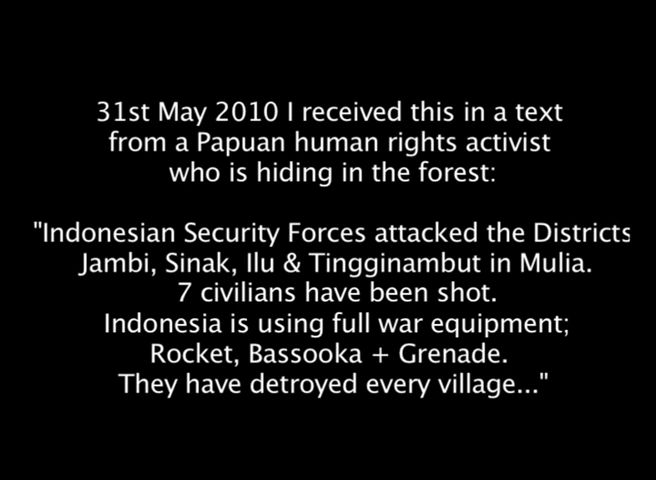 31st May 2010 I received this in a text
from a Papuan human rights activist
who is hiding in the forest:
"Indonesian Security Forces attacked the Districts
Jambi, Sinak, Ilu & Tingginambut in Mulia.
7 civilians have been shot.
Indonesia is using full war equipment;
Rocket, Bassooka + Grenade.
They have detroyed every village..."